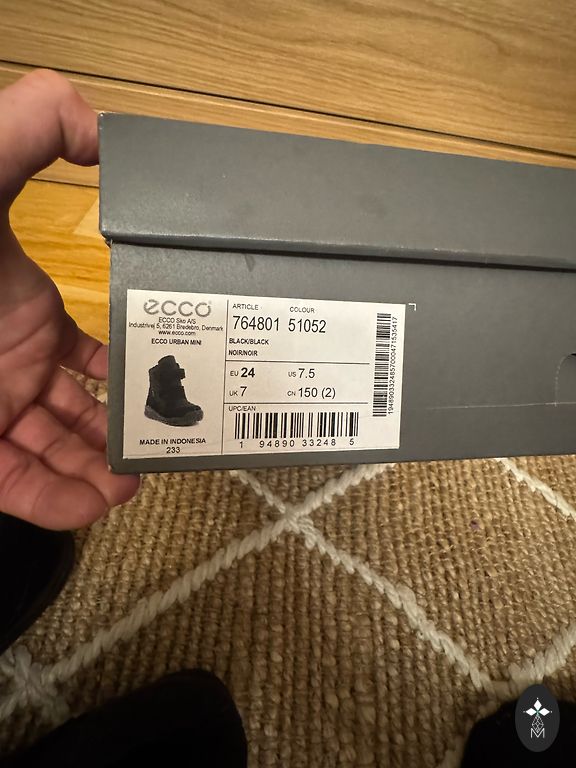 ecco
ECCO Sko A/S
Industrivej 5, 6261 Bredebro, Denmark
www.ecco.com
ECCO URBAN MINI
MADE IN INDONESIA
233
ARTICLE COLOUR
764801 51052
BLACK/BLACK
NOIR/NOIR
EU 24 US 7.5
UK 7 CN 150 (2)
UPC/EAN
1 94890 33248 5
M